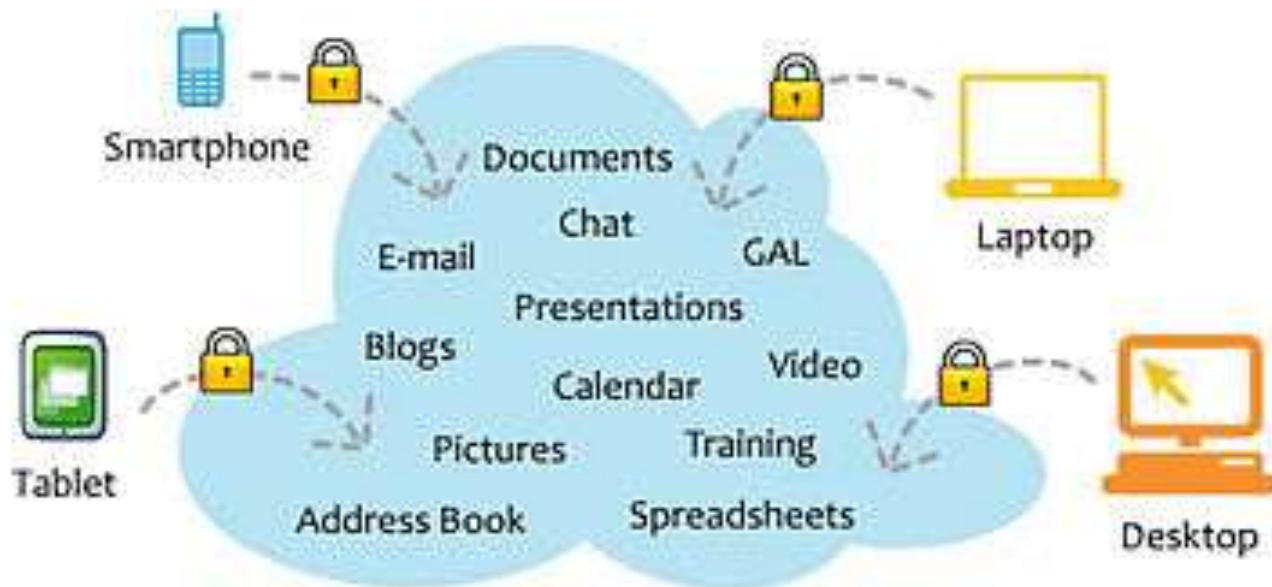 Smartphone
Documents
Chat
Laptop
E-mail
GAL
Presentations
Blogs
Video
Calendar
Tablet
Pictures
Training
Address Book
Spreadsheets
Desktop